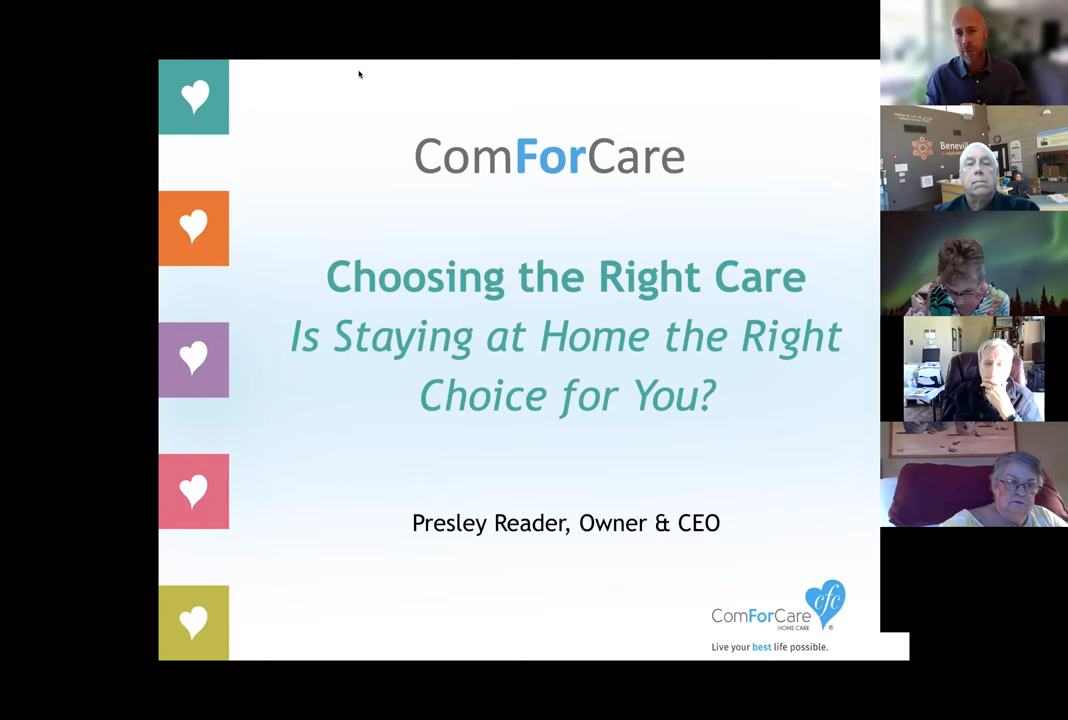 ComForCare
Choosing the Right Care
Is Staying at Home the Right
Choice for You?
Presley Reader, Owner & CEO
cfc
ComForCare
HOME CARE
®
Live your best life possible.